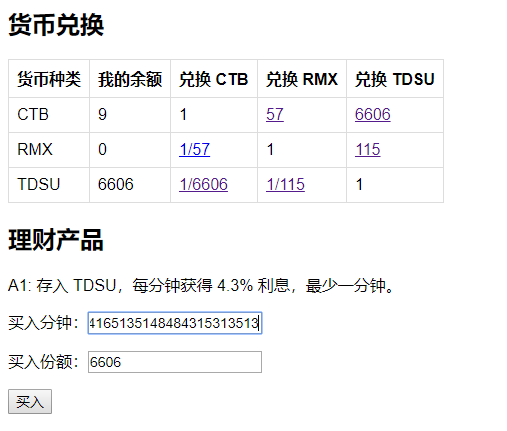 货币兑换
货币种类 我的余额 兑换 CTB 兑换 RMX 兑换 TDSU
CTB 9 1 57 6606
RMX 0 1/57 1 115
TDSU 6606 1/6606 1/115 1
理财产品
A1: 存入 TDSU，每分钟获得 4.3% 利息，最少一分钟。
买入分钟： 4165135148484315313513
买入份额： 6606
买入